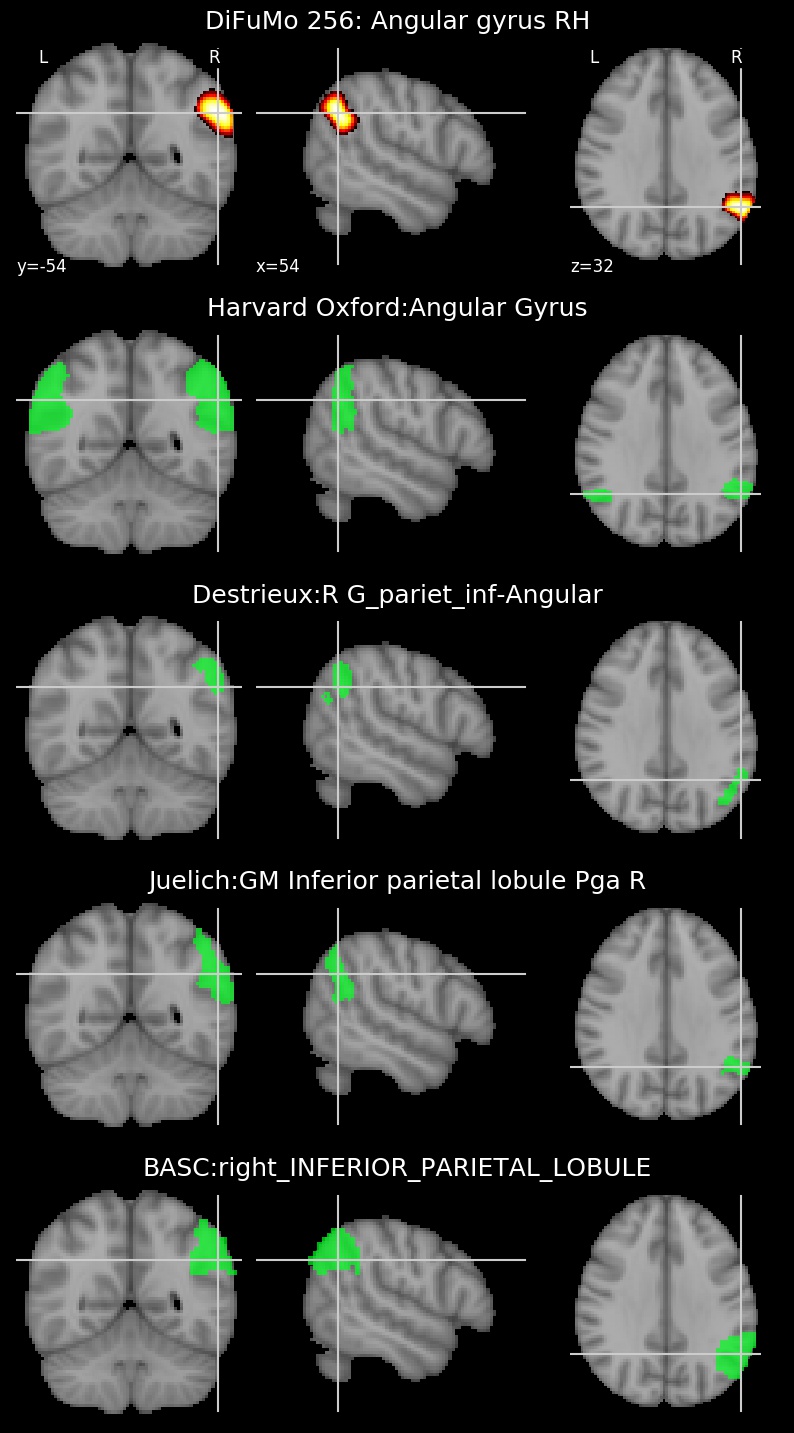 DiFuMo 256: Angular gyrus RH
L R L R
y=-54 x=54 z=32
Harvard Oxford:Angular Gyrus
Destrieux:R G_pariet_inf-Angular
Juelich:GM Inferior parietal lobule Pga R
BASC:right_INFERIOR_PARIETAL_LOBULE